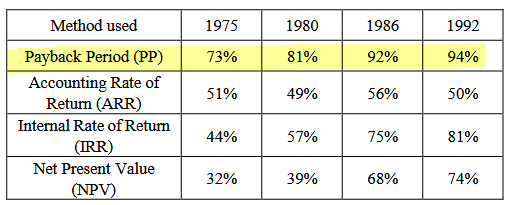 Method used 1975 1980 1986 1992
Payback Period (PP) 73% 81% 92% 94%
Accounting Rate of
Return (ARR) 51% 49% 56% 50%
Internal Rate of Return
(IRR) 44% 57% 75% 81%
Net Present Value
(NPV) 32% 39% 68% 74%